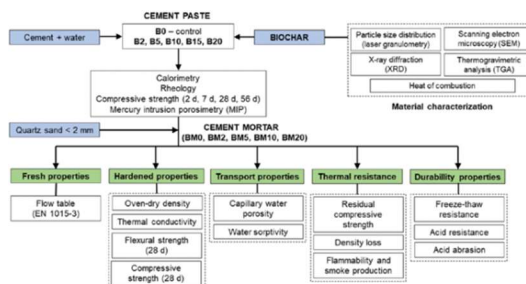 CEMENT PASTE
Cement + water
B0 – control
B2, B5, B10, B15, B20
BIOCHAR
Particle size distribution
(laser granulometry)
Scanning electron
microscopy (SEM)
X-ray diffraction
(XRD)
Thermogravimetric
analysis (TGA)
Heat of combustion
Material characterization
Calorimetry
Rheology
Compressive strength (2 d, 7 d, 28 d, 56 d)
Mercury intrusion porosimetry (MIP)
Quartz sand < 2 mm
CEMENT MORTAR
(BM0, BM2, BM5, BM10, BM20)
Fresh properties
Hardened properties
Transport properties
Thermal resistance
Durability properties
Flow table
(EN 1015-3)
Oven-dry density
Thermal conductivity
Flexural strength
(28 d)
Compressive
strength (28 d)
Capillary water
porosity
Water sorptivity
Residual
compressive
strength
Density loss
Flammability and
smoke production
Freeze-thaw
resistance
Acid resistance
Acid abrasion